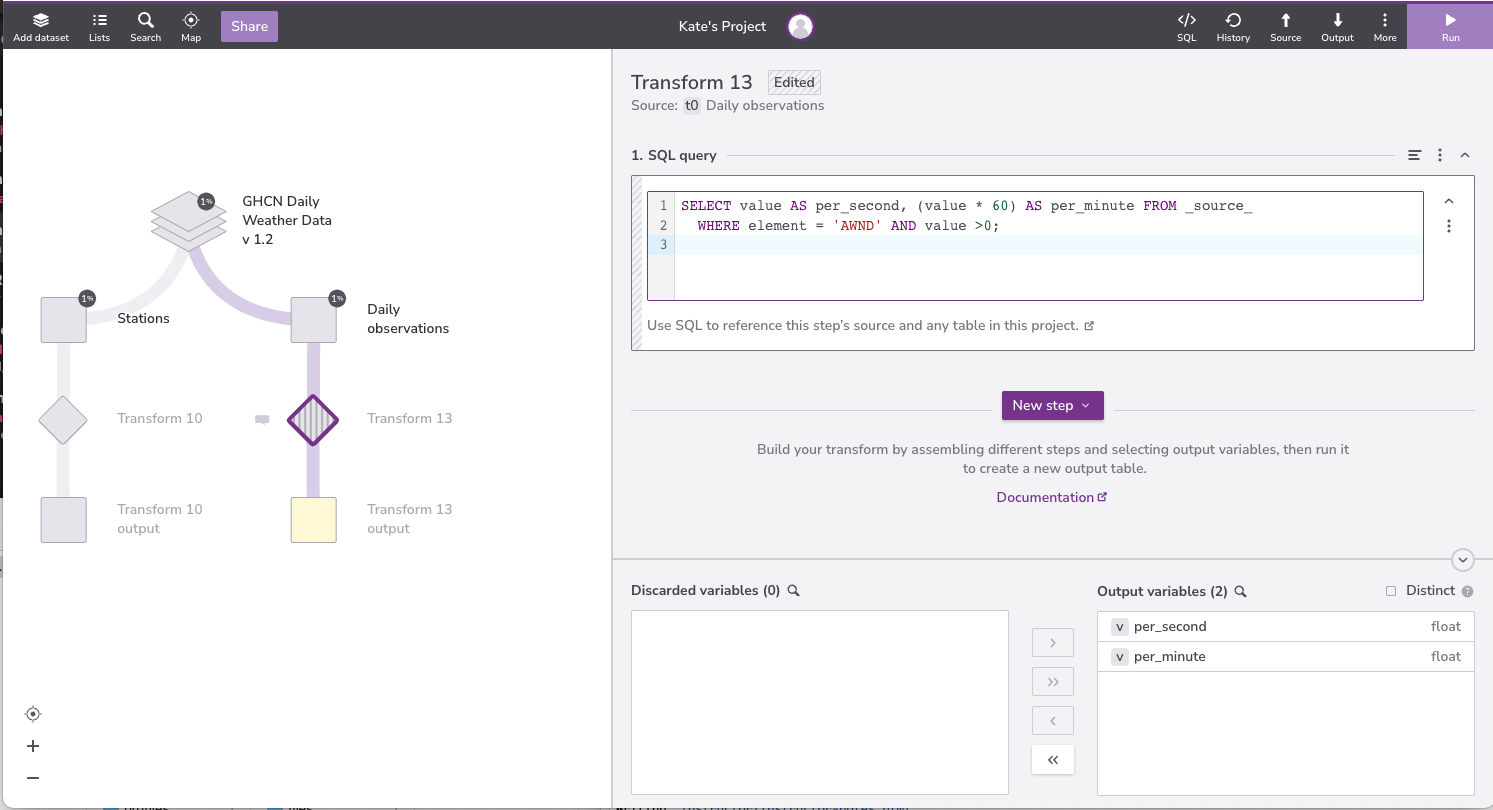 Add dataset
Lists
Search
Map
Share
Kate's Project
SQL
History
Source
Output
More
Run
GHCN Daily
Weather Data
v 1.2
1%
Stations
1%
Daily
observations
1%
Transform 10
Transform 13
Transform 10
output
Transform 13
output
Transform 13 Edited
Source: t0 Daily observations
1. SQL query
1 SELECT value AS per_second, (value * 60) AS per_minute FROM _source_
2 WHERE element = 'AWND' AND value >0;
3
Use SQL to reference this step's source and any table in this project.
New step
Build your transform by assembling different steps and selecting output variables, then run it
to create a new output table.
Documentation
Discarded variables (0)
Output variables (2)
Distinct ?
v per_second float
v per_minute float